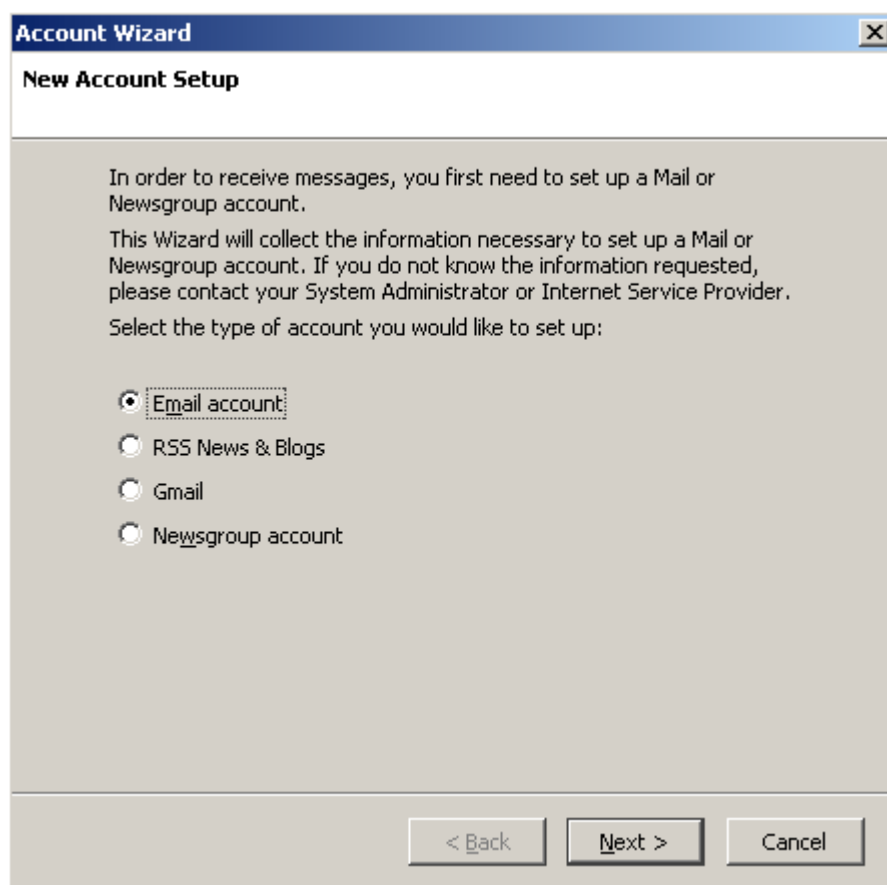 Account Wizard
New Account Setup
In order to receive messages, you first need to set up a Mail or
Newsgroup account.
This Wizard will collect the information necessary to set up a Mail or
Newsgroup account. If you do not know the information requested,
please contact your System Administrator or Internet Service Provider.
Select the type of account you would like to set up:
Email account
RSS News & Blogs
Gmail
Newsgroup account
< Back
Next >
Cancel